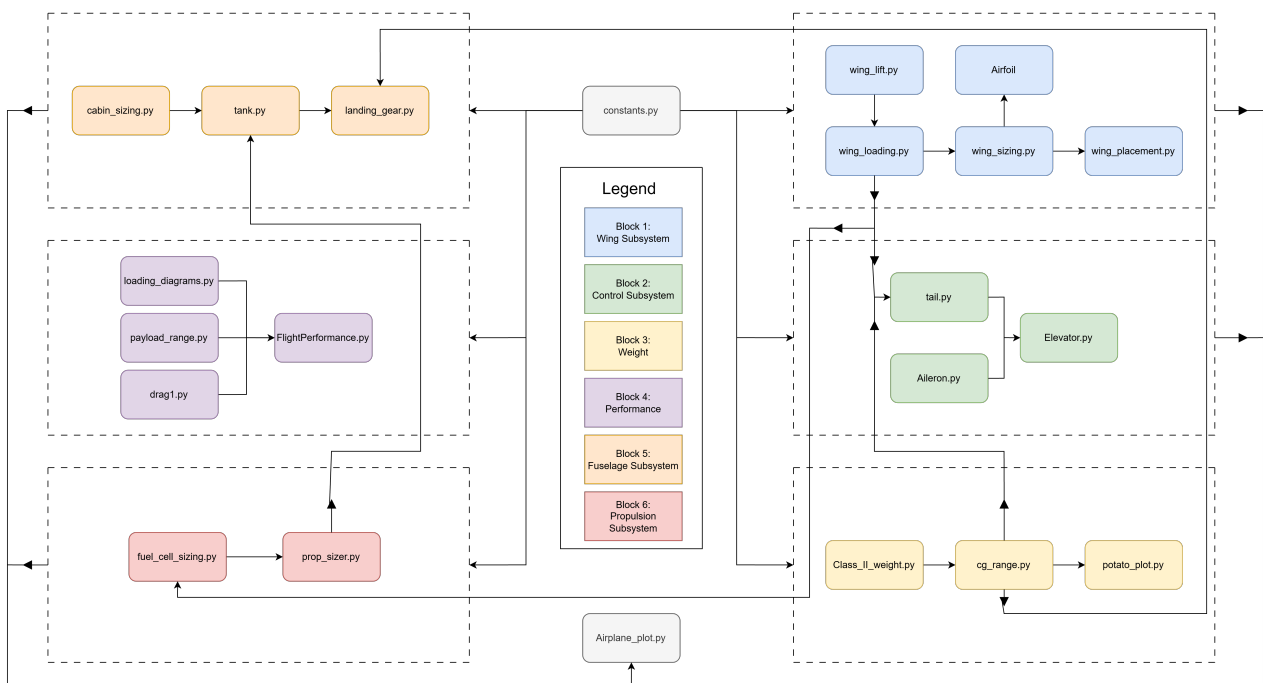 wing_lift.py
Airfoil
cabin_sizing.py
tank.py
landing_gear.py
constants.py
wing_loading.py
wing_sizing.py
wing_placement.py
Legend
Block 1:
Wing Subsystem
Block 2:
Control Subsystem
Block 3:
Weight
Block 4:
Performance
Block 5:
Fuselage Subsystem
Block 6:
Propulsion
Subsystem
loading_diagrams.py
payload_range.py
FlightPerformance.py
drag1.py
tail.py
Elevator.py
Aileron.py
fuel_cell_sizing.py
prop_sizer.py
Class_II_weight.py
cg_range.py
potato_plot.py
Airplane_plot.py